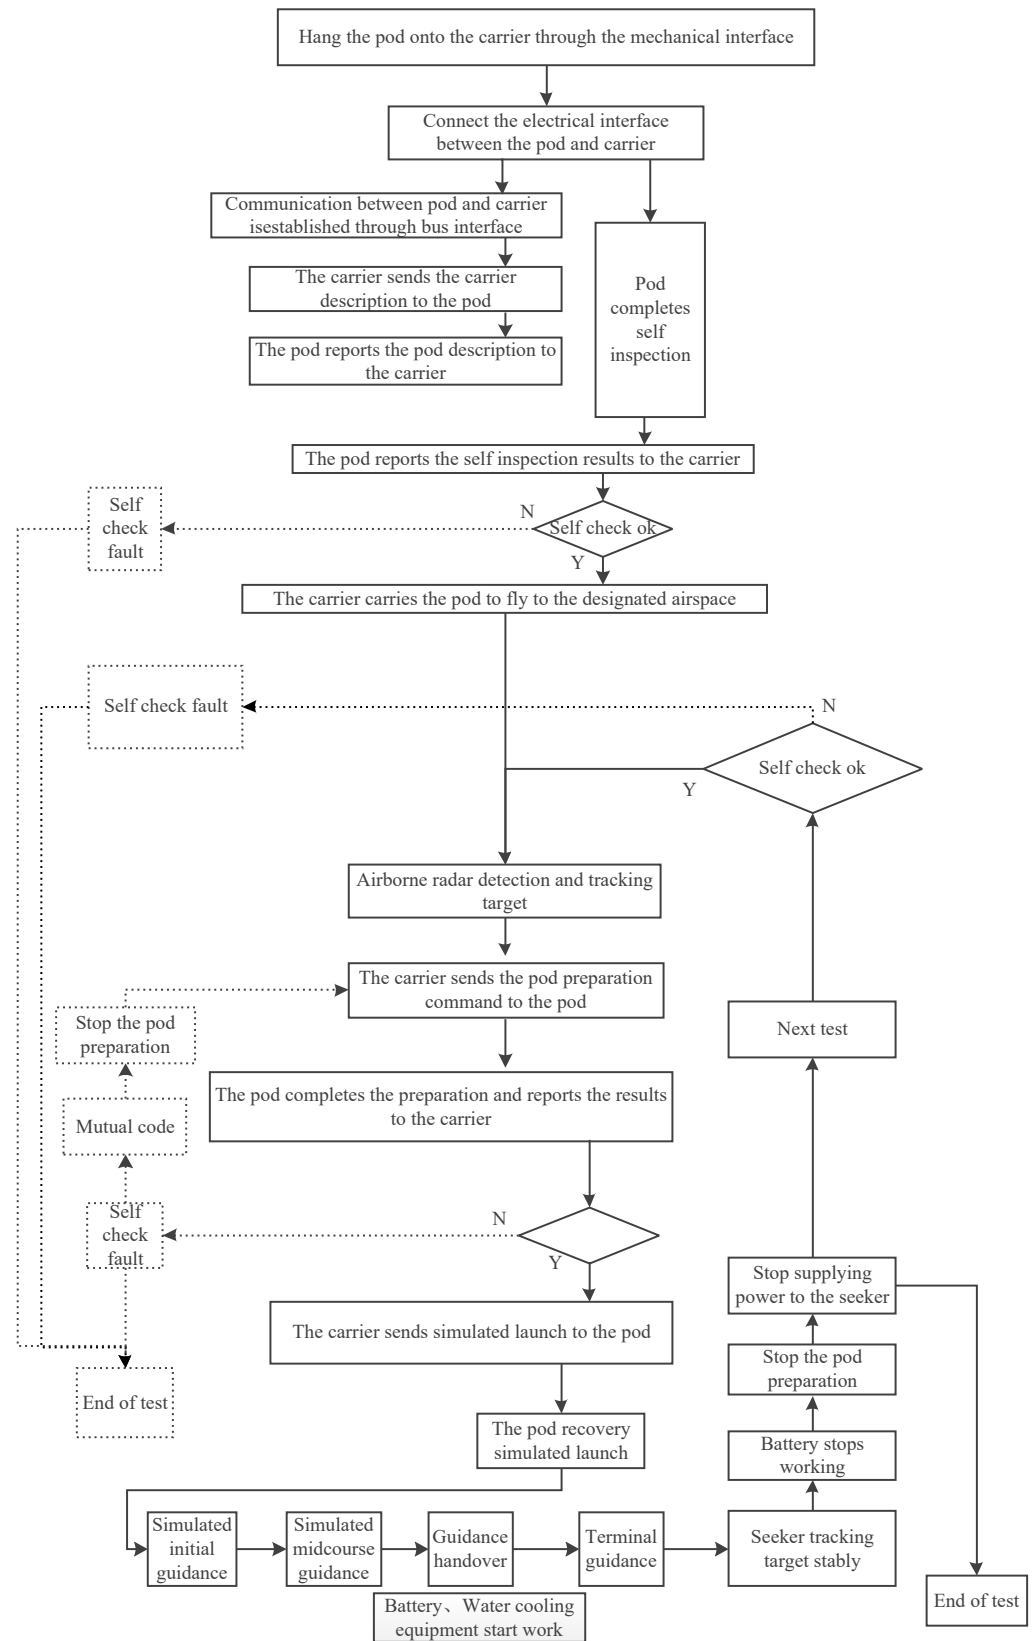 Hang the pod onto the carrier through the mechanical interface
Connect the electrical interface
between the pod and carrier
Communication between pod and carrier
isestablished through bus interface
The carrier sends the carrier
description to the pod
The pod reports the pod description to
the carrier
Pod
completes
self
inspection
The pod reports the self inspection results to the carrier
Self
check
fault
N
Self check ok
Y
The carrier carries the pod to fly to the designated airspace
Self check fault
N
Self check ok
Y
Airborne radar detection and tracking
target
The carrier sends the pod preparation
command to the pod
Stop the pod
preparation
Next test
The pod completes the preparation and reports the results
to the carrier
Mutual code
Self
check
fault
N
Y
Stop supplying
power to the seeker
The carrier sends simulated launch to the pod
Stop the pod
preparation
End of test
The pod recovery
simulated launch
Battery stops
working
Simulated
initial
guidance
Simulated
midcourse
guidance
Guidance
handover
Terminal
guidance
Seeker tracking
target stably
End of test
Battery、Water cooling
equipment start work